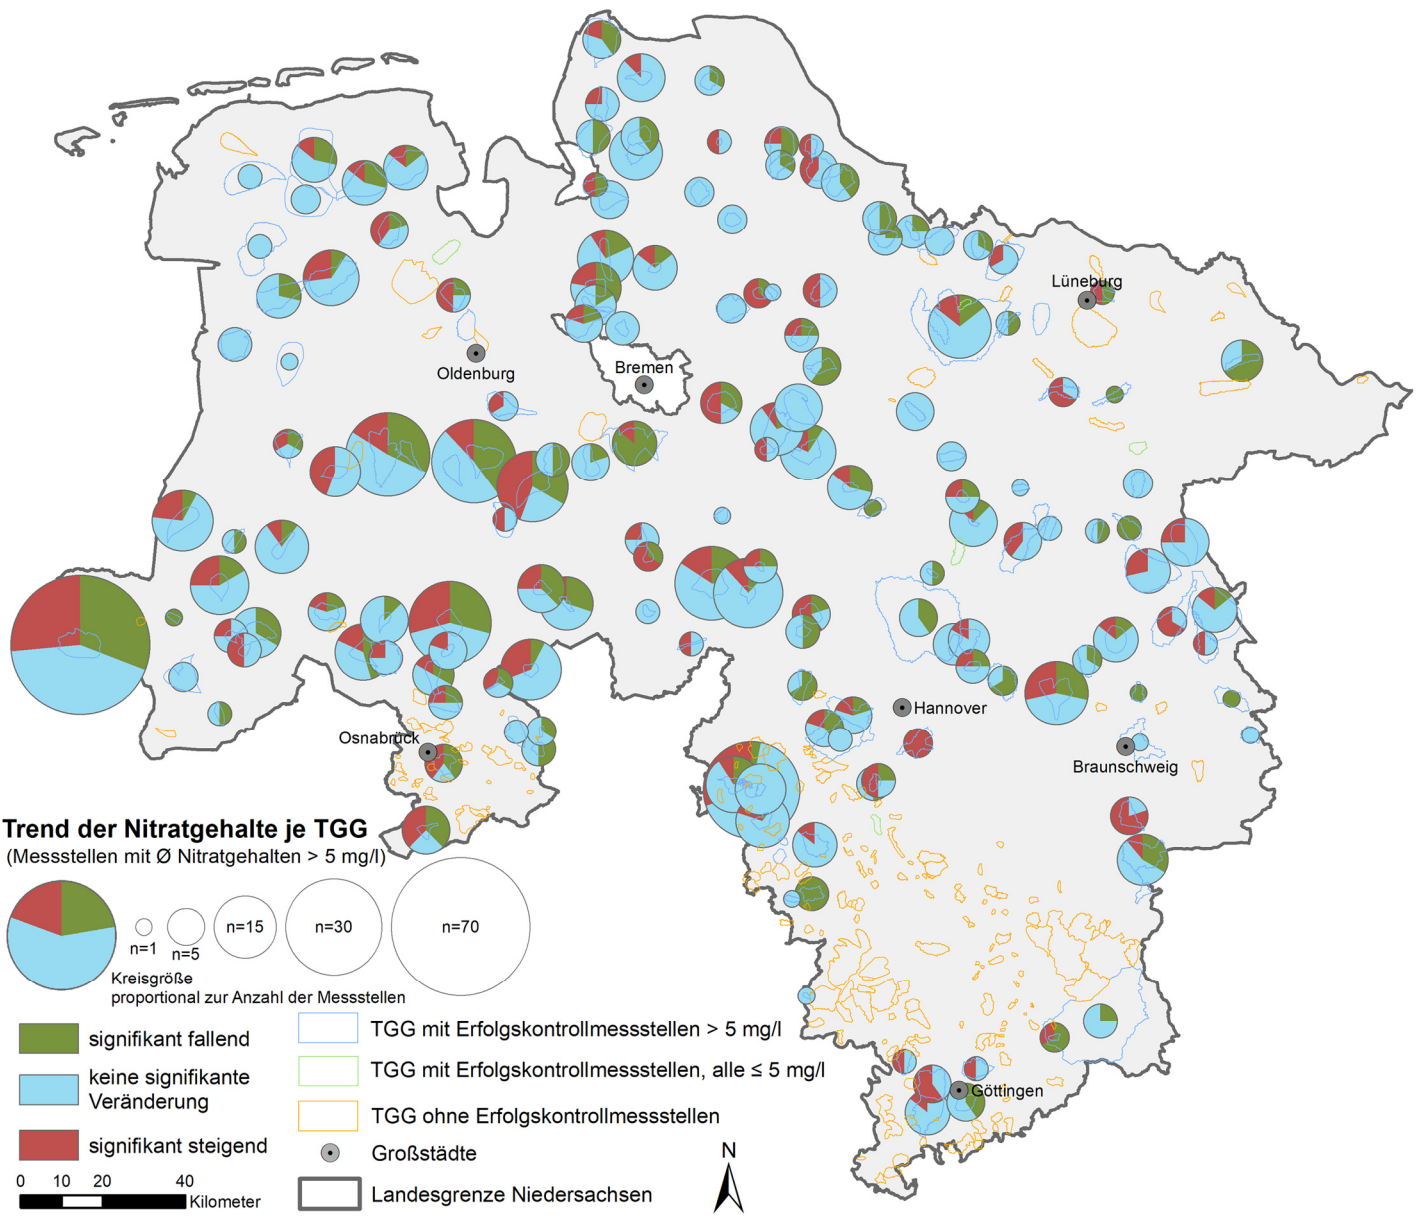 Lüneburg
Bremen
Oldenburg
Hannover
Osnabrück
Braunschweig
Göttingen
Trend der Nitratgehalte je TGG
(Messstellen mit Ø Nitratgehalten > 5 mg/l)
n=1
n=5
n=15
n=30
n=70
Kreisgröße
proportional zur Anzahl der Messstellen
signifikant fallend
keine signifikante
Veränderung
signifikant steigend
0 10 20 40
Kilometer
TGG mit Erfolgskontrollmessstellen > 5 mg/l
TGG mit Erfolgskontrollmessstellen, alle ≤ 5 mg/l
TGG ohne Erfolgskontrollmessstellen
Großstädte
Landesgrenze Niedersachsen
N